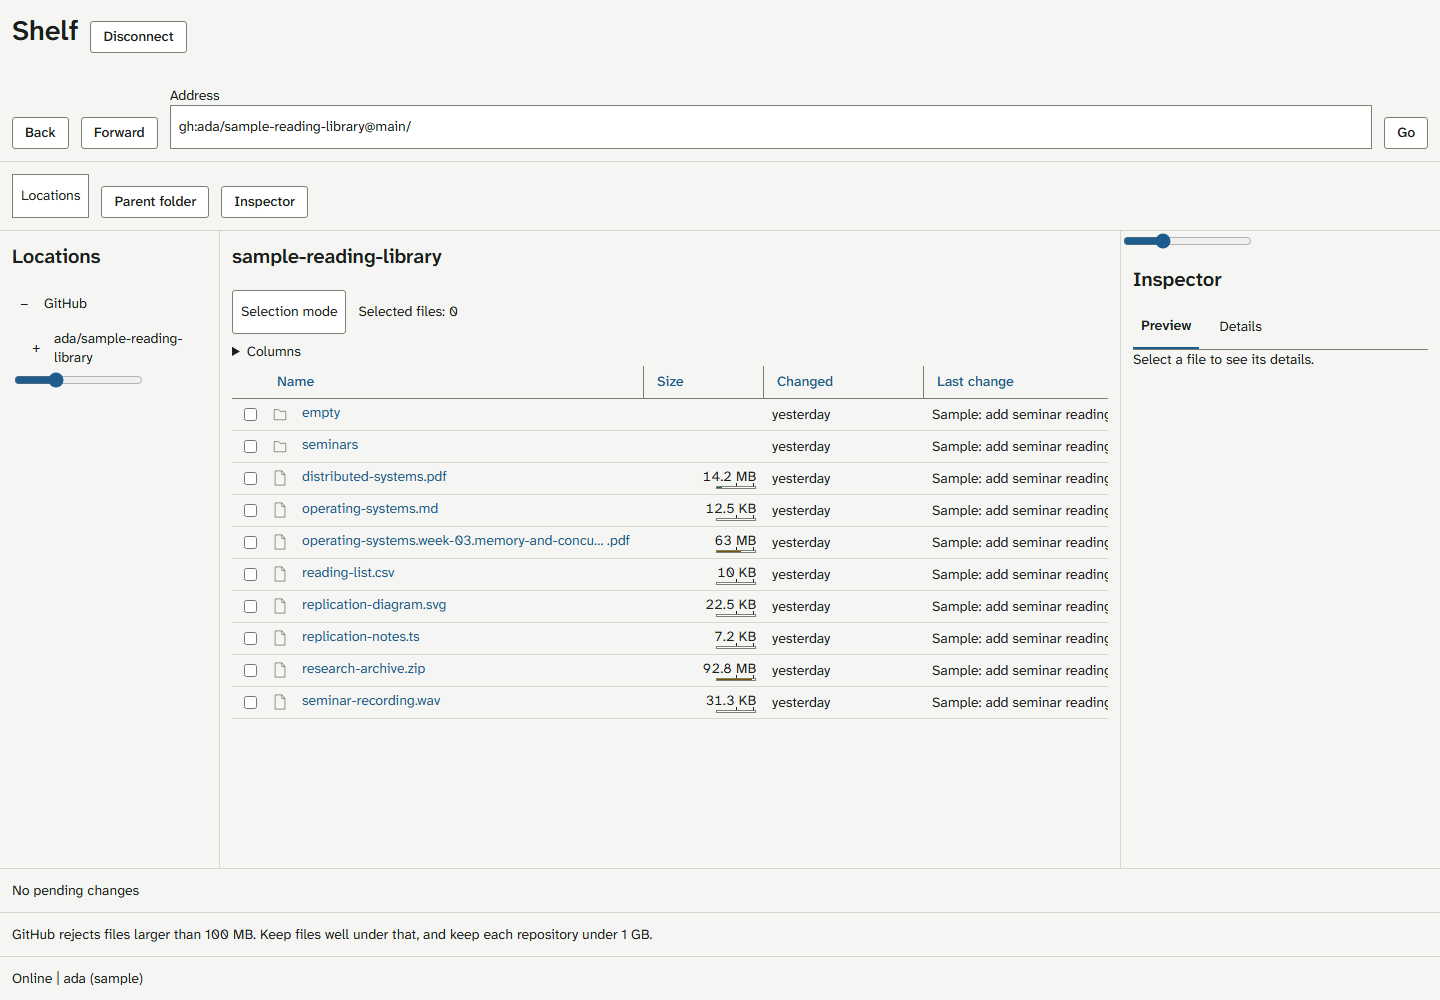 Shelf
Disconnect
Address
Back
Forward
gh:ada/sample-reading-library@main/
Go
Locations
Parent folder
Inspector
Locations
– GitHub
+ ada/sample-reading-
library
sample-reading-library
Selection mode
Selected files: 0
Columns
Name Size Changed Last change
empty yesterday Sample: add seminar reading
seminars yesterday Sample: add seminar reading
distributed-systems.pdf 14.2 MB yesterday Sample: add seminar reading
operating-systems.md 12.5 KB yesterday Sample: add seminar reading
operating-systems.week-03.memory-and-concu... .pdf 63 MB yesterday Sample: add seminar reading
reading-list.csv 10 KB yesterday Sample: add seminar reading
replication-diagram.svg 22.5 KB yesterday Sample: add seminar reading
replication-notes.ts 7.2 KB yesterday Sample: add seminar reading
research-archive.zip 92.8 MB yesterday Sample: add seminar reading
seminar-recording.wav 31.3 KB yesterday Sample: add seminar reading
Inspector
Preview Details
Select a file to see its details.
No pending changes
GitHub rejects files larger than 100 MB. Keep files well under that, and keep each repository under 1 GB.
Online | ada (sample)